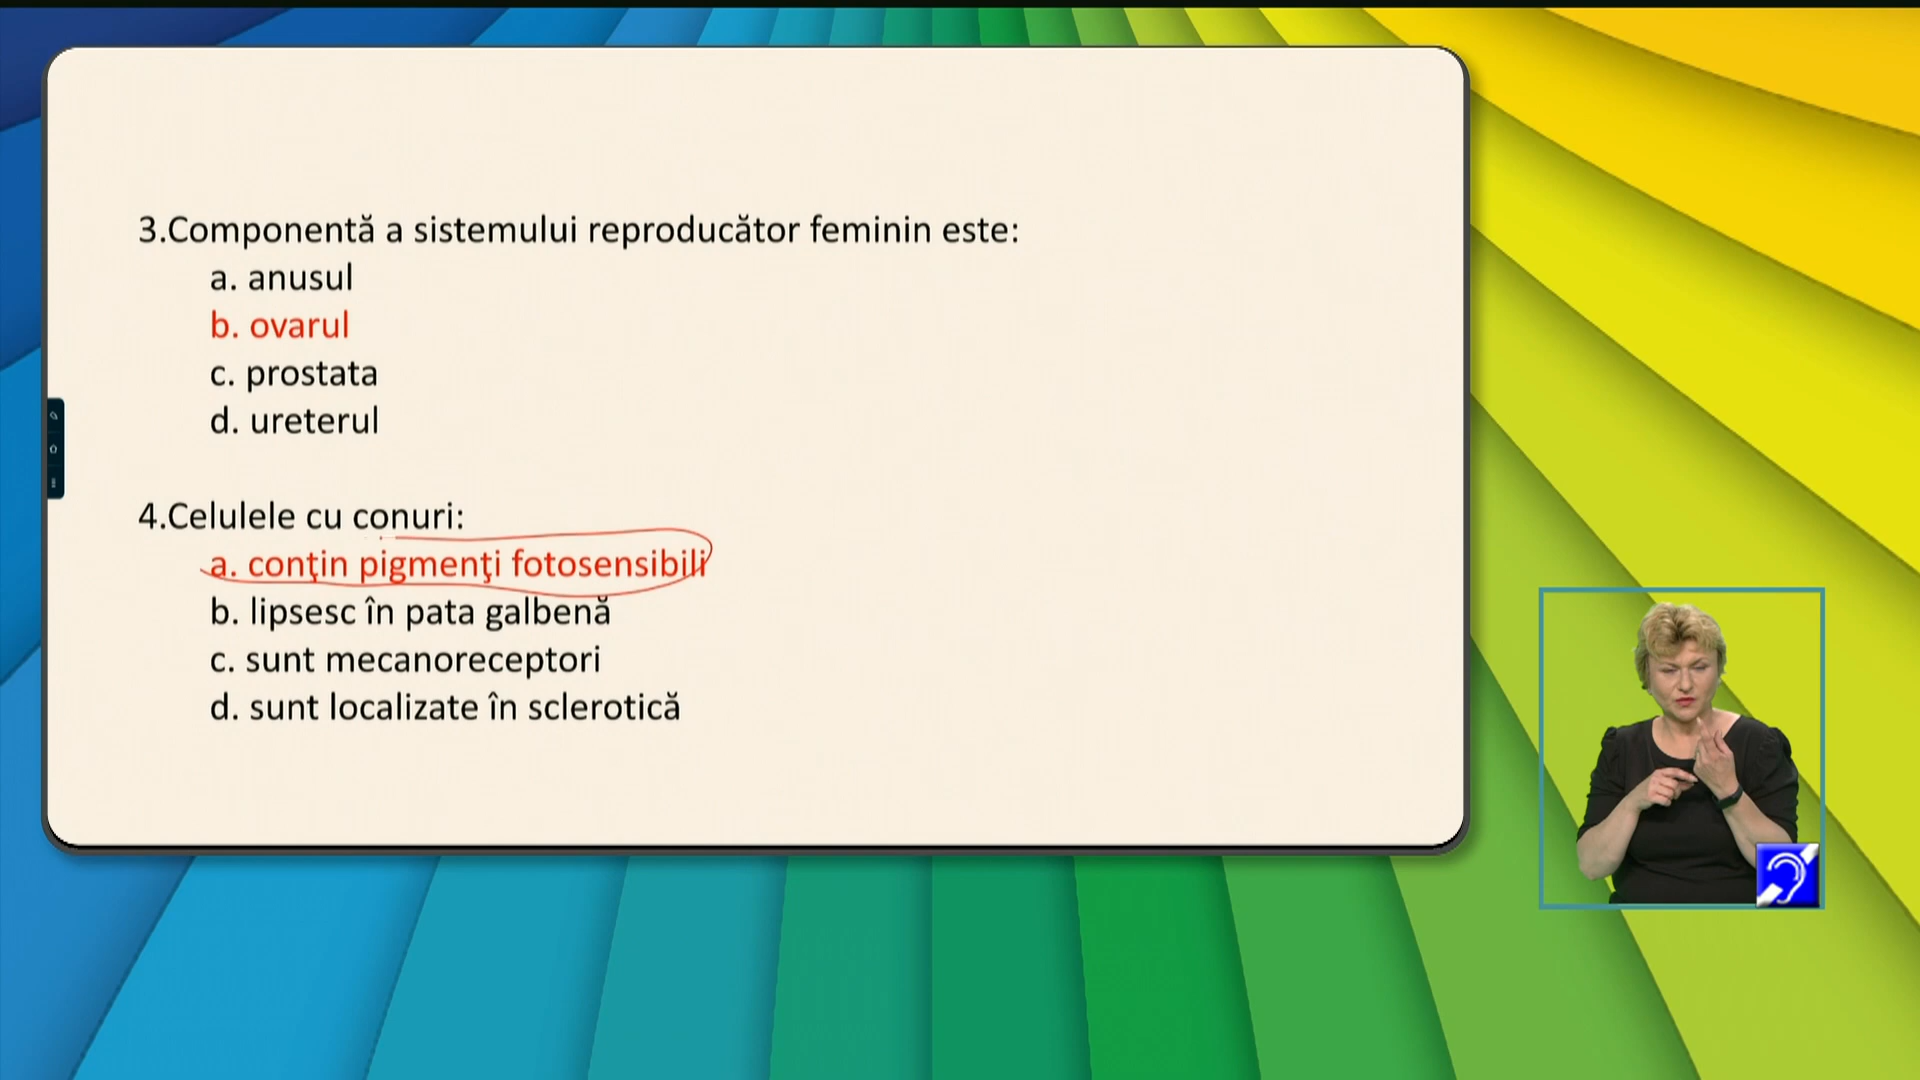 3.Componentă a sistemului reproducător feminin este:
a. anusul
b. ovarul
c. prostata
d. ureterul
4.Celulele cu conuri:
a. conţin pigmenţi fotosensibili
b. lipsesc în pata galbenă
c. sunt mecanoreceptori
d. sunt localizate în sclerotică